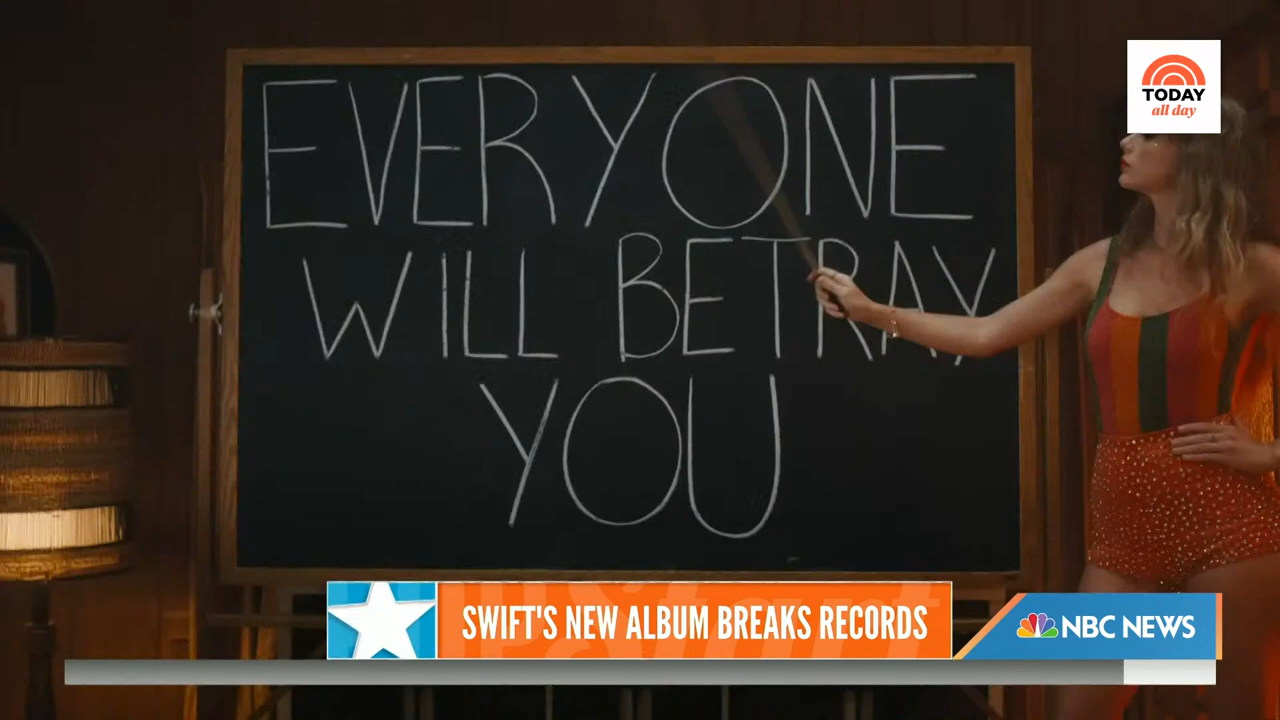 TODAY
all day
EVERYONE
WILL BETRAY
YOU
SWIFT'S NEW ALBUM BREAKS RECORDS
NBC NEWS